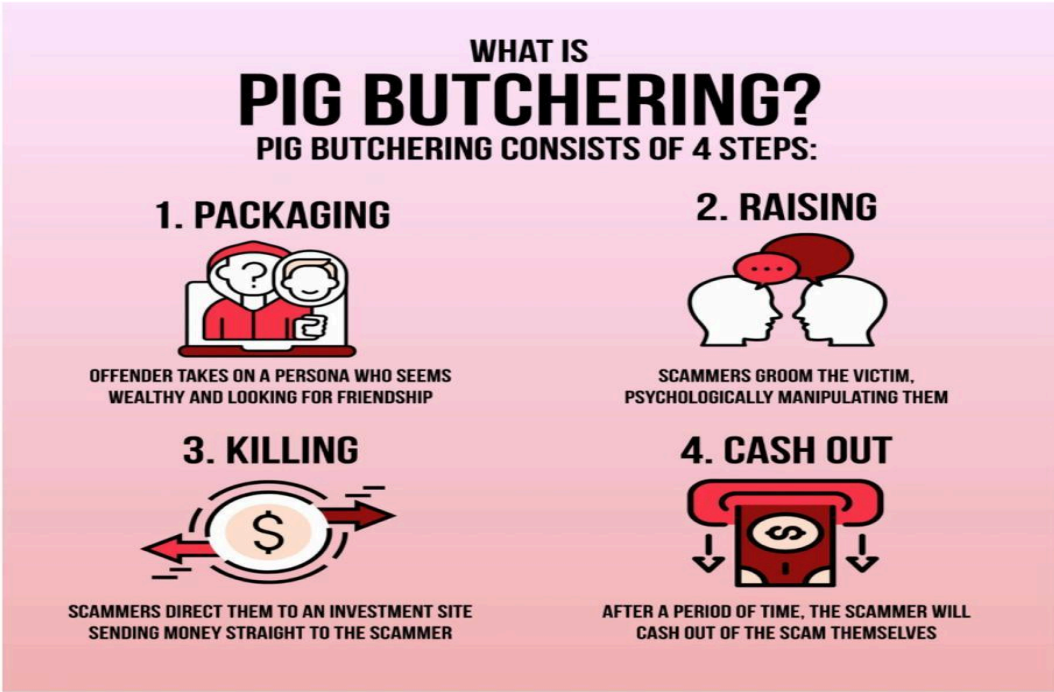 WHAT IS
PIG BUTCHERING?
PIG BUTCHERING CONSISTS OF 4 STEPS:
1. PACKAGING
?
OFFENDER TAKES ON A PERSONA WHO SEEMS
WEALTHY AND LOOKING FOR FRIENDSHIP
2. RAISING
SCAMMERS GROOM THE VICTIM,
PSYCHOLOGICALLY MANIPULATING THEM
3. KILLING
$
SCAMMERS DIRECT THEM TO AN INVESTMENT SITE
SENDING MONEY STRAIGHT TO THE SCAMMER
4. CASH OUT
$
AFTER A PERIOD OF TIME, THE SCAMMER WILL
CASH OUT OF THE SCAM THEMSELVES